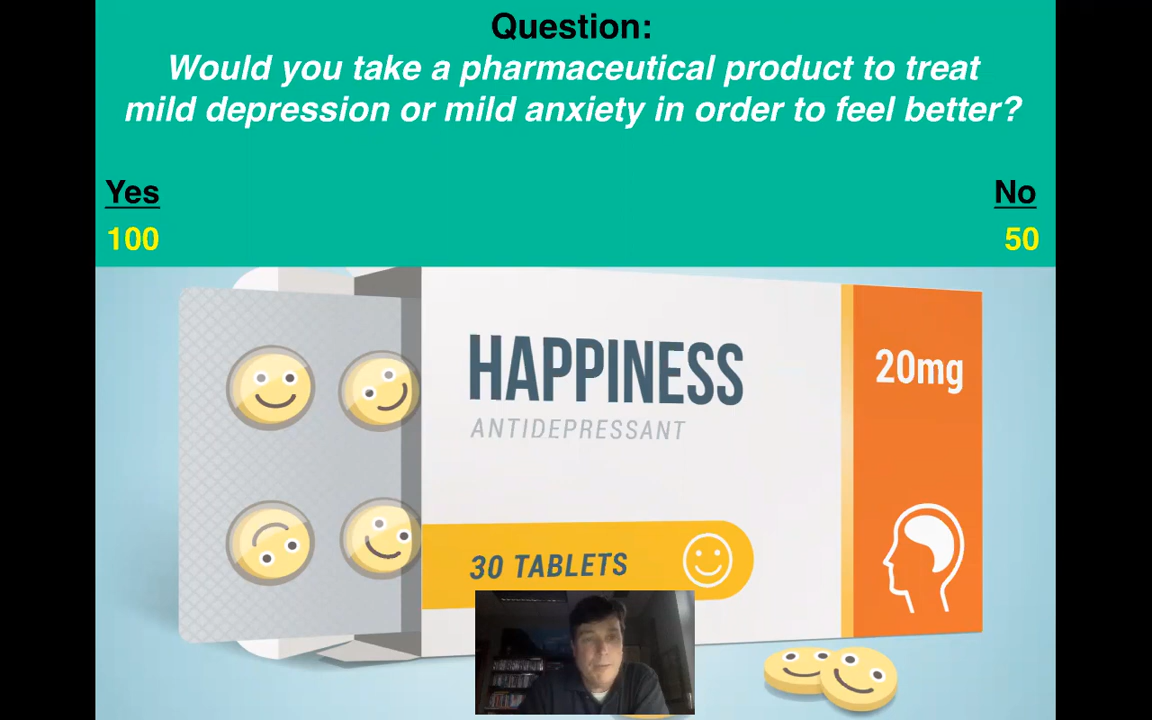 Question:
Would you take a pharmaceutical product to treat
mild depression or mild anxiety in order to feel better?
Yes
No
100
50
HAPPINESS
20mg
ANTIDEPRESSANT
30 TABLETS